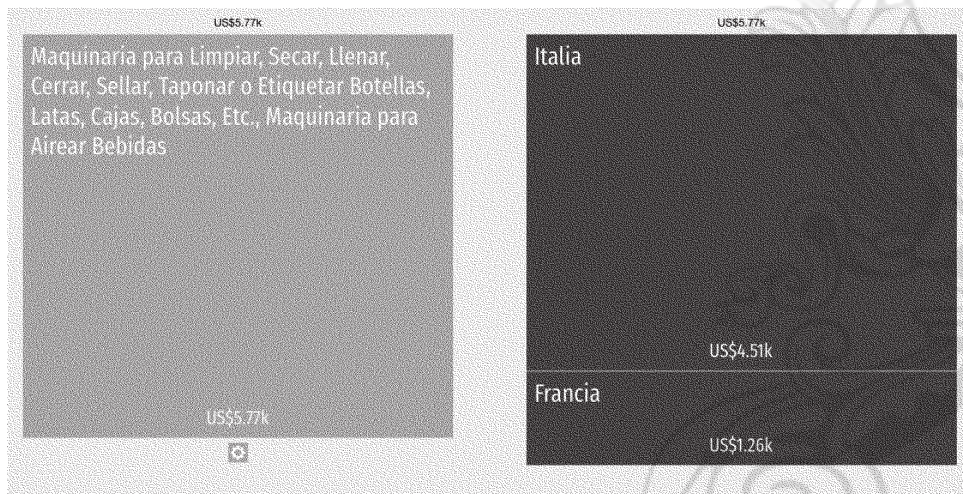 US$5.77k
Maquinaria para Limpiar, Secar, Llenar,
Cerrar, Sellar, Taponar o Etiquetar Botellas,
Latas, Cajas, Bolsas, Etc., Maquinaria para
Airear Bebidas
US$5.77k
US$5.77k
Italia
US$4.51k
Francia
US$1.26k